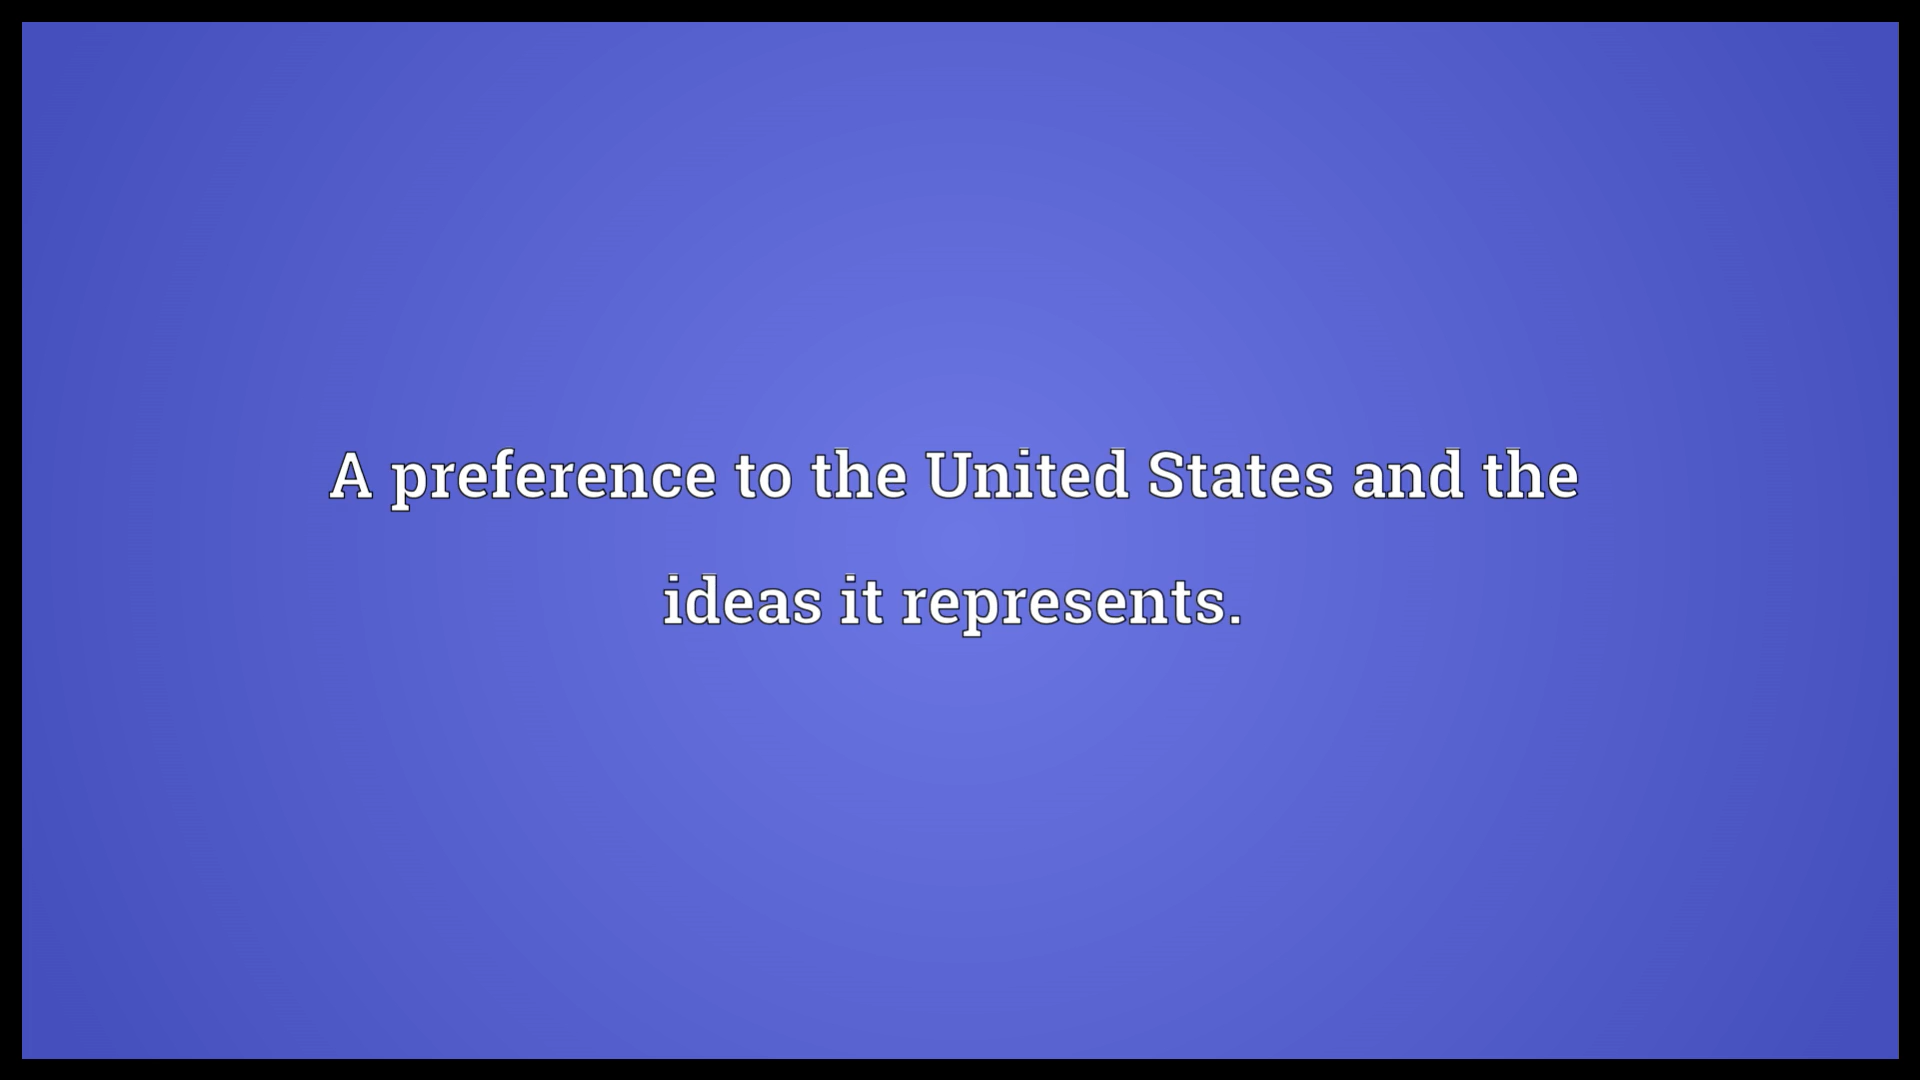 A preference to the United States and the
ideas it represents.